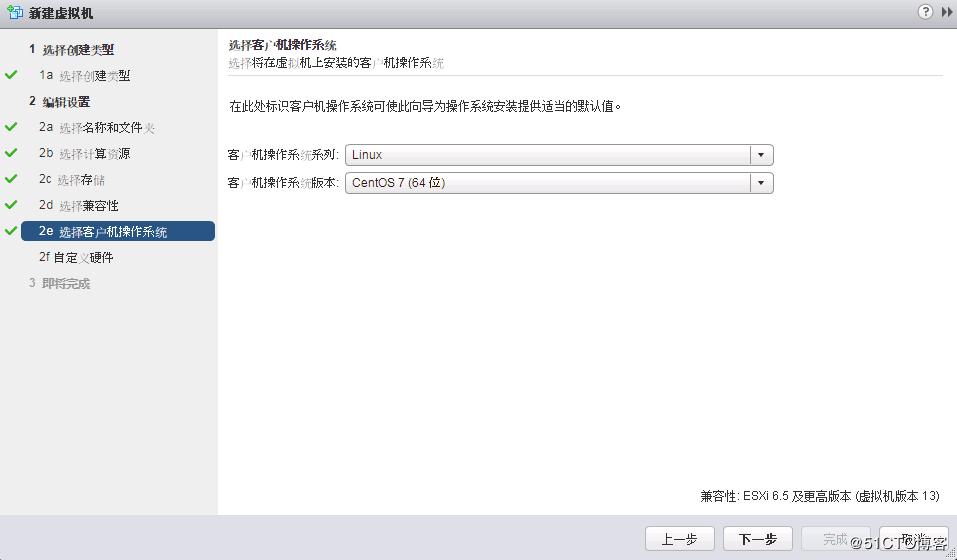 新建虚拟机
?
1 选择创建类型
1a 选择创建类型
2 编辑设置
2a 选择名称和文件夹
2b 选择计算资源
2c 选择存储
2d 选择兼容性
2e 选择客户机操作系统
2f 自定义硬件
3 即将完成
选择客户机操作系统
选择将在虚拟机上安装的客户机操作系统
在此处标识客户机操作系统可使此向导为操作系统安装提供适当的默认值。
客户机操作系统系列: Linux
客户机操作系统版本: CentOS 7 (64 位)
兼容性: ESXi 6.5 及更高版本 (虚拟机版本 13)
上一步 下一步 完成 取消
@51CTO博客